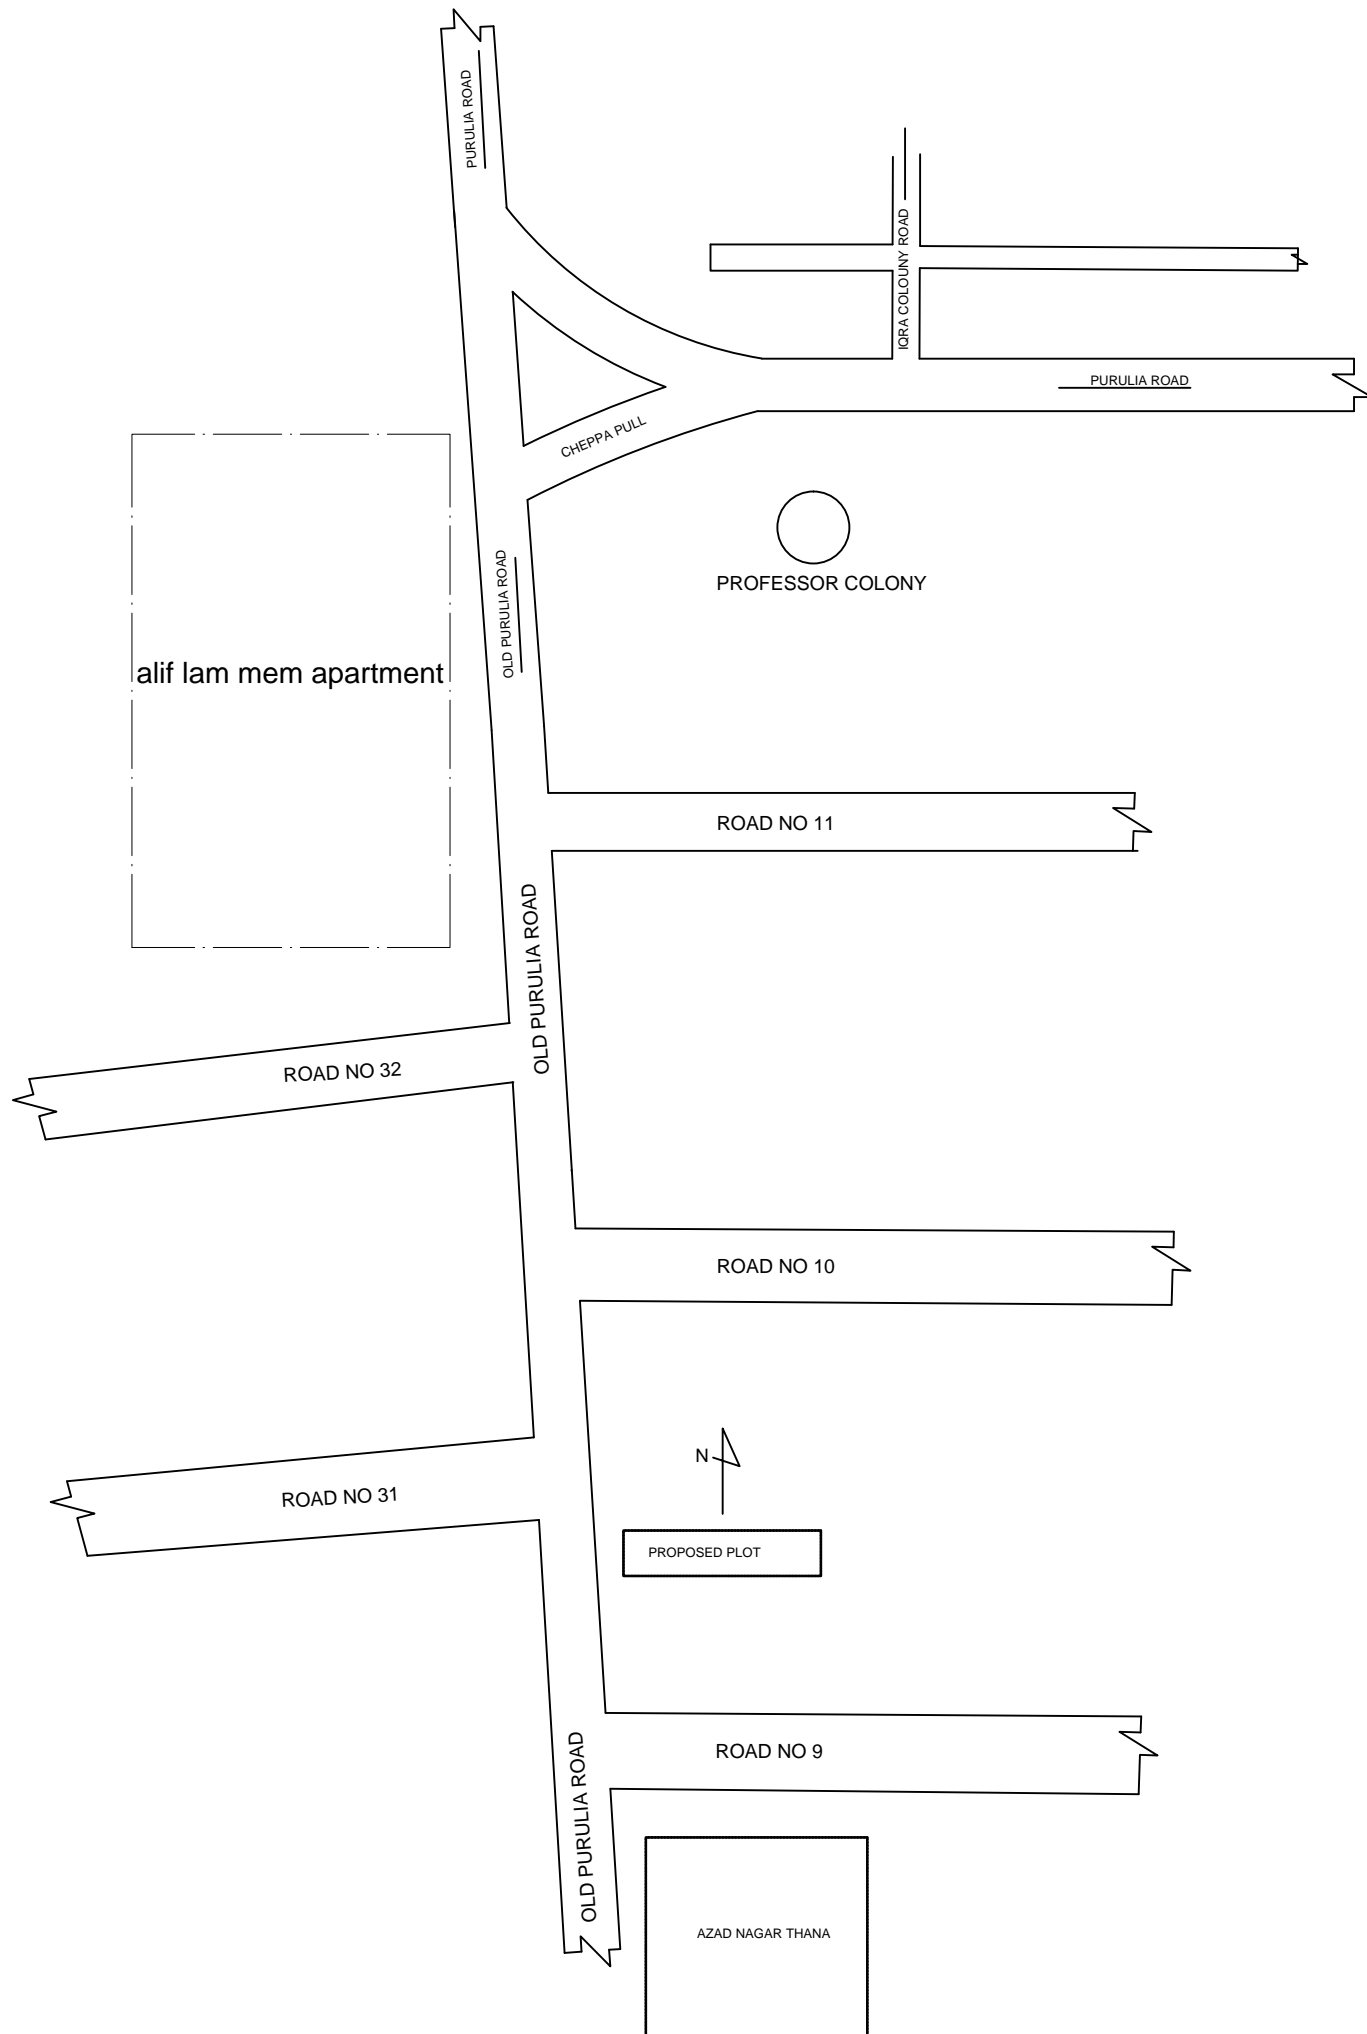 PURULIA ROAD
IQRA COLOUNY ROAD
PURULIA ROAD
CHEPPA PULL
PROFESSOR COLONY
OLD PURULIA ROAD
alif lam mem apartment
ROAD NO 11
OLD PURULIA ROAD
ROAD NO 32
ROAD NO 10
N
ROAD NO 31
PROPOSED PLOT
ROAD NO 9
OLD PURULIA ROAD
AZAD NAGAR THANA